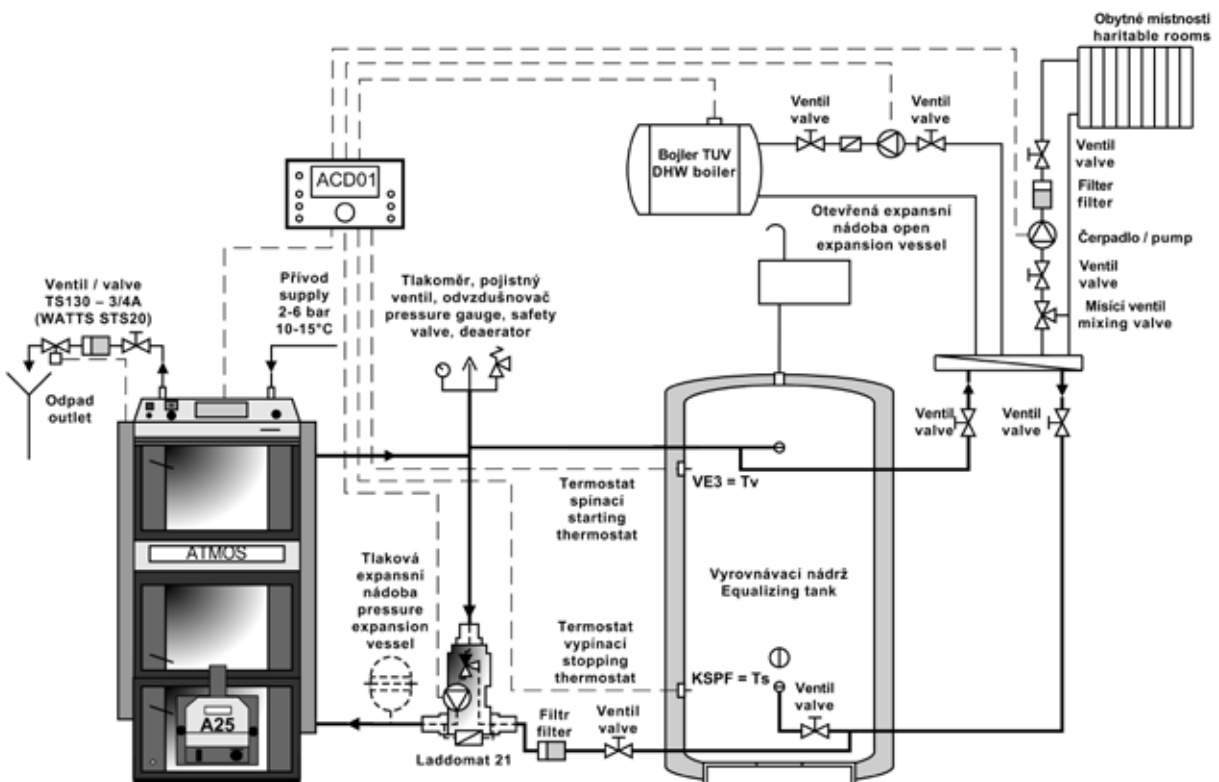 Obytné místnosti
haritable rooms
Ventil
valve
Ventil
valve
Bojler TUV
DHW boiler
Ventil
valve
ACD01
Filter
filter
Otevřená expansní
nádoba open
expansion vessel
Čerpadlo / pump
Ventil / valve
TS130 – 3/4A
(WATTS STS20)
Přívod
supply
2-6 bar
10-15°C
Tlakoměr, pojistný
ventil, odvzdušnovač
pressure gauge, safety
valve, deaerator
Ventil
valve
Mísící ventil
mixing valve
Odpad
outlet
Ventil
valve
Ventil
valve
VE3 = Tv
Termostat
spínací
starting
thermostat
ATMOS
Tlaková
expansní
nádoba
pressure
expansion
vessel
Vyrovnávací nádrž
Equalizing tank
Termostat
vypínací
stopping
thermostat
KSPF = Ts
Ventil
valve
A25
Filtr
filter
Ventil
valve
Laddomat 21